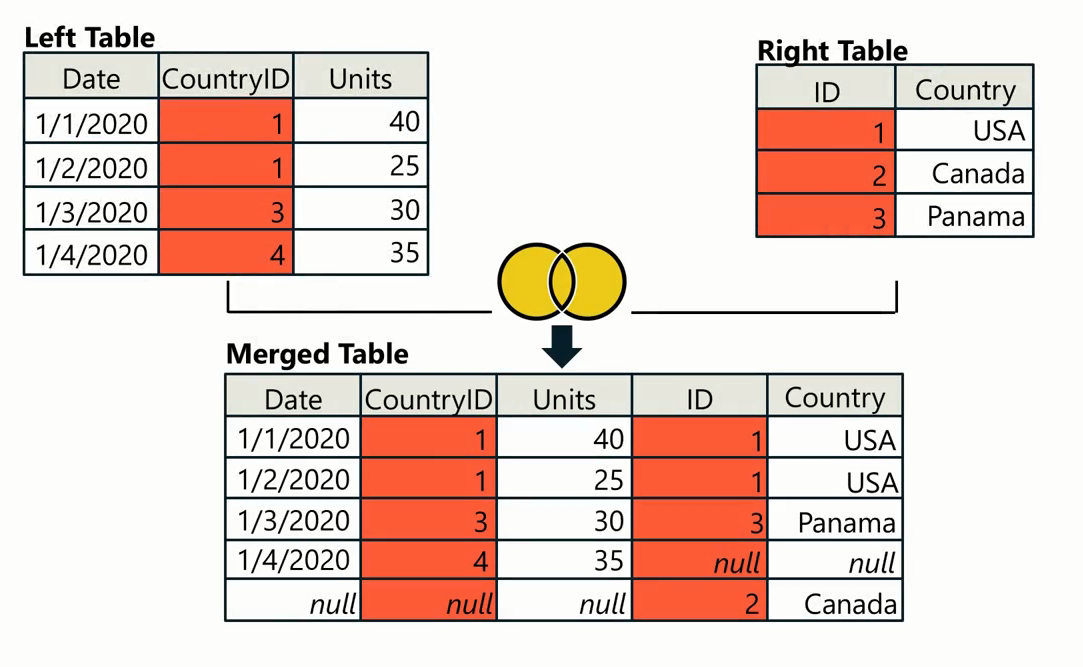 Left Table
Date CountryID Units
1/1/2020 1 40
1/2/2020 1 25
1/3/2020 3 30
1/4/2020 4 35
Right Table
ID Country
1 USA
2 Canada
3 Panama
Merged Table
Date CountryID Units ID Country
1/1/2020 1 40 1 USA
1/2/2020 1 25 1 USA
1/3/2020 3 30 3 Panama
1/4/2020 4 35 null null
null null null 2 Canada